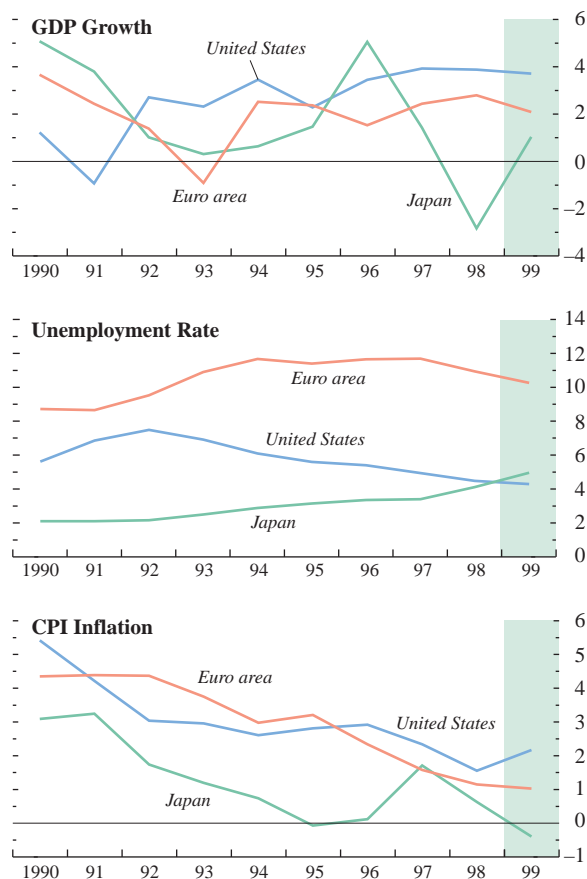 GDP Growth
United States
Euro area
Japan
6
4
2
0
–2
–4
1990 91 92 93 94 95 96 97 98 99
Unemployment Rate
Euro area
United States
Japan
14
12
10
8
6
4
2
0
1990 91 92 93 94 95 96 97 98 99
CPI Inflation
Euro area
United States
Japan
6
5
4
3
2
1
0
–1
1990 91 92 93 94 95 96 97 98 99